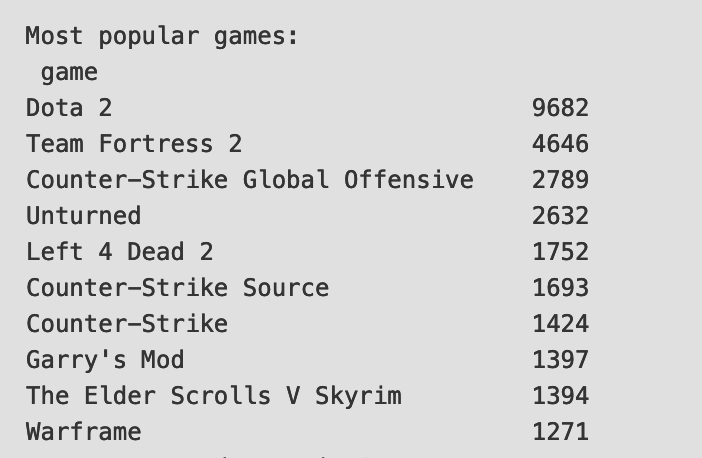 Most popular games:
game
Dota 2 9682
Team Fortress 2 4646
Counter-Strike Global Offensive 2789
Unturned 2632
Left 4 Dead 2 1752
Counter-Strike Source 1693
Counter-Strike 1424
Garry's Mod 1397
The Elder Scrolls V Skyrim 1394
Warframe 1271